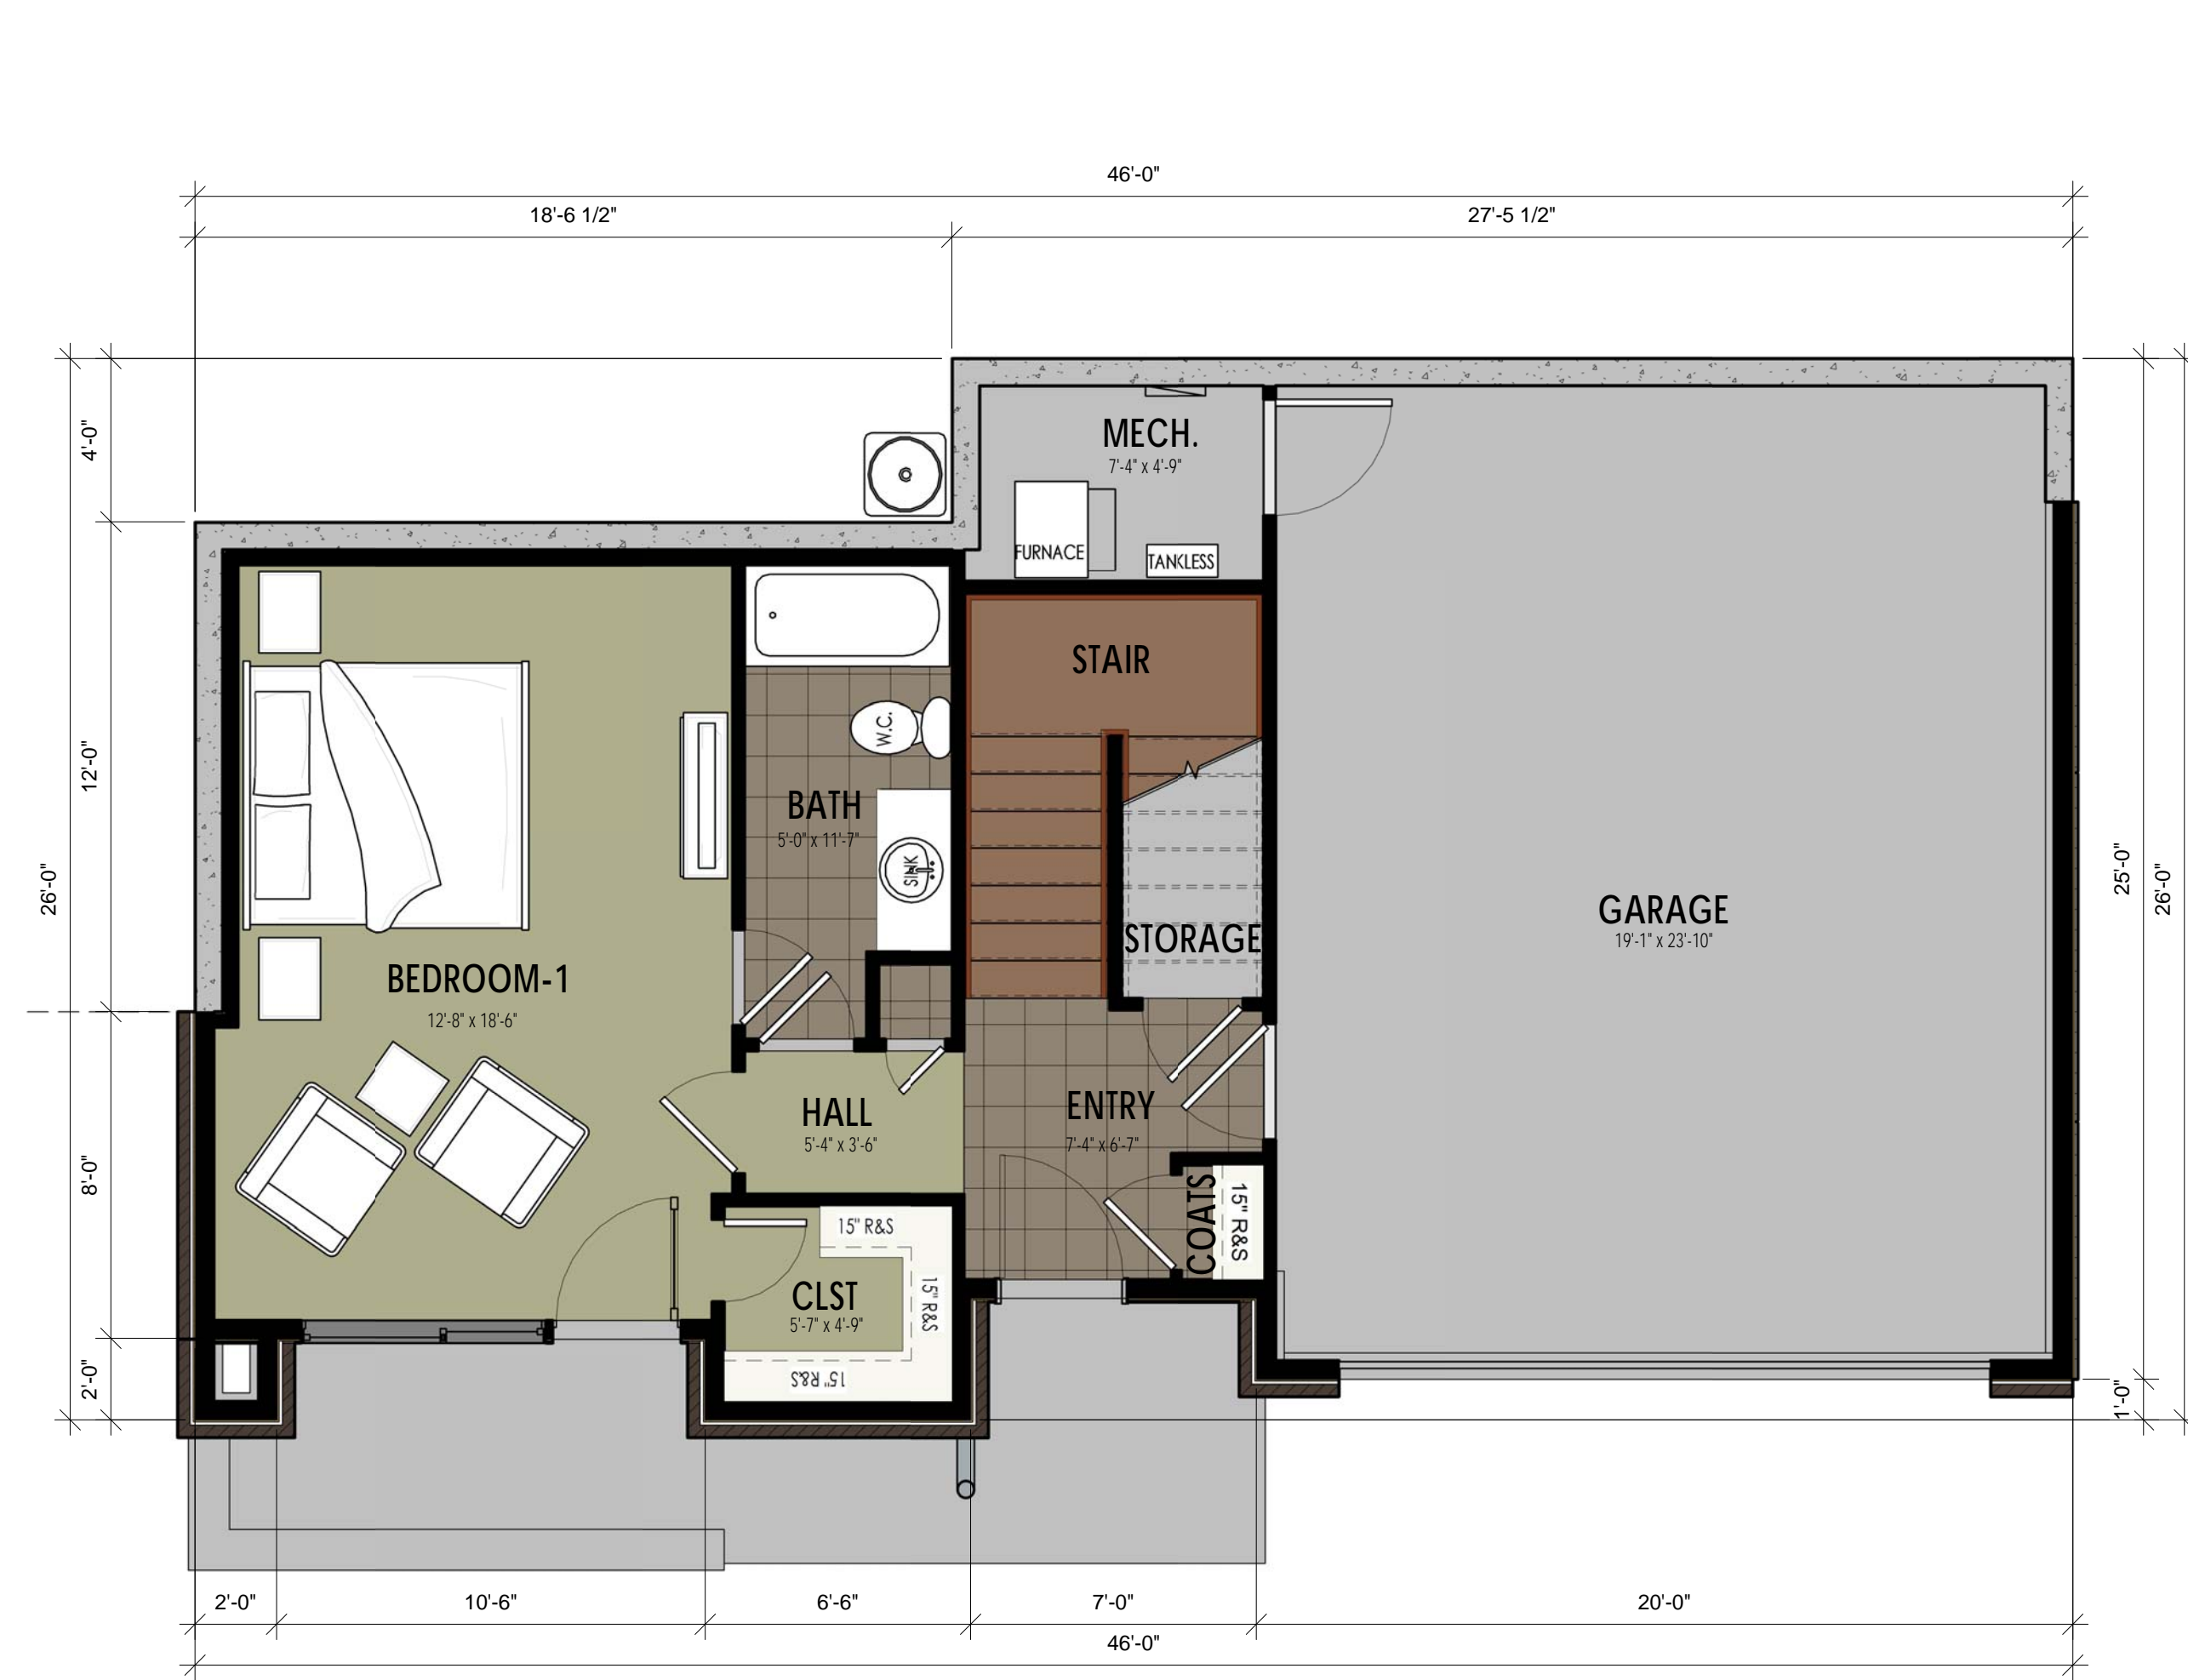 46'-0"
18'-6 1/2"
27'-5 1/2"
4'-0"
12'-0"
26'-0"
8'-0"
2'-0"
MECH.
7'-4" x 4'-9"
FURNACE
TANKLESS
STAIR
W.C.
BATH
5'-0" x 11'-7"
SINK
STORAGE
GARAGE
19'-1" x 23'-10"
BEDROOM-1
12'-8" x 18'-6"
HALL
5'-4" x 3'-6"
ENTRY
7'-4" x 6'-7"
COATS
15" R&S
15" R&S
15" R&S
CLST
5'-7" x 4'-9"
15" R&S
25'-0"
26'-0"
1'-0"
2'-0"
10'-6"
6'-6"
7'-0"
20'-0"
46'-0"